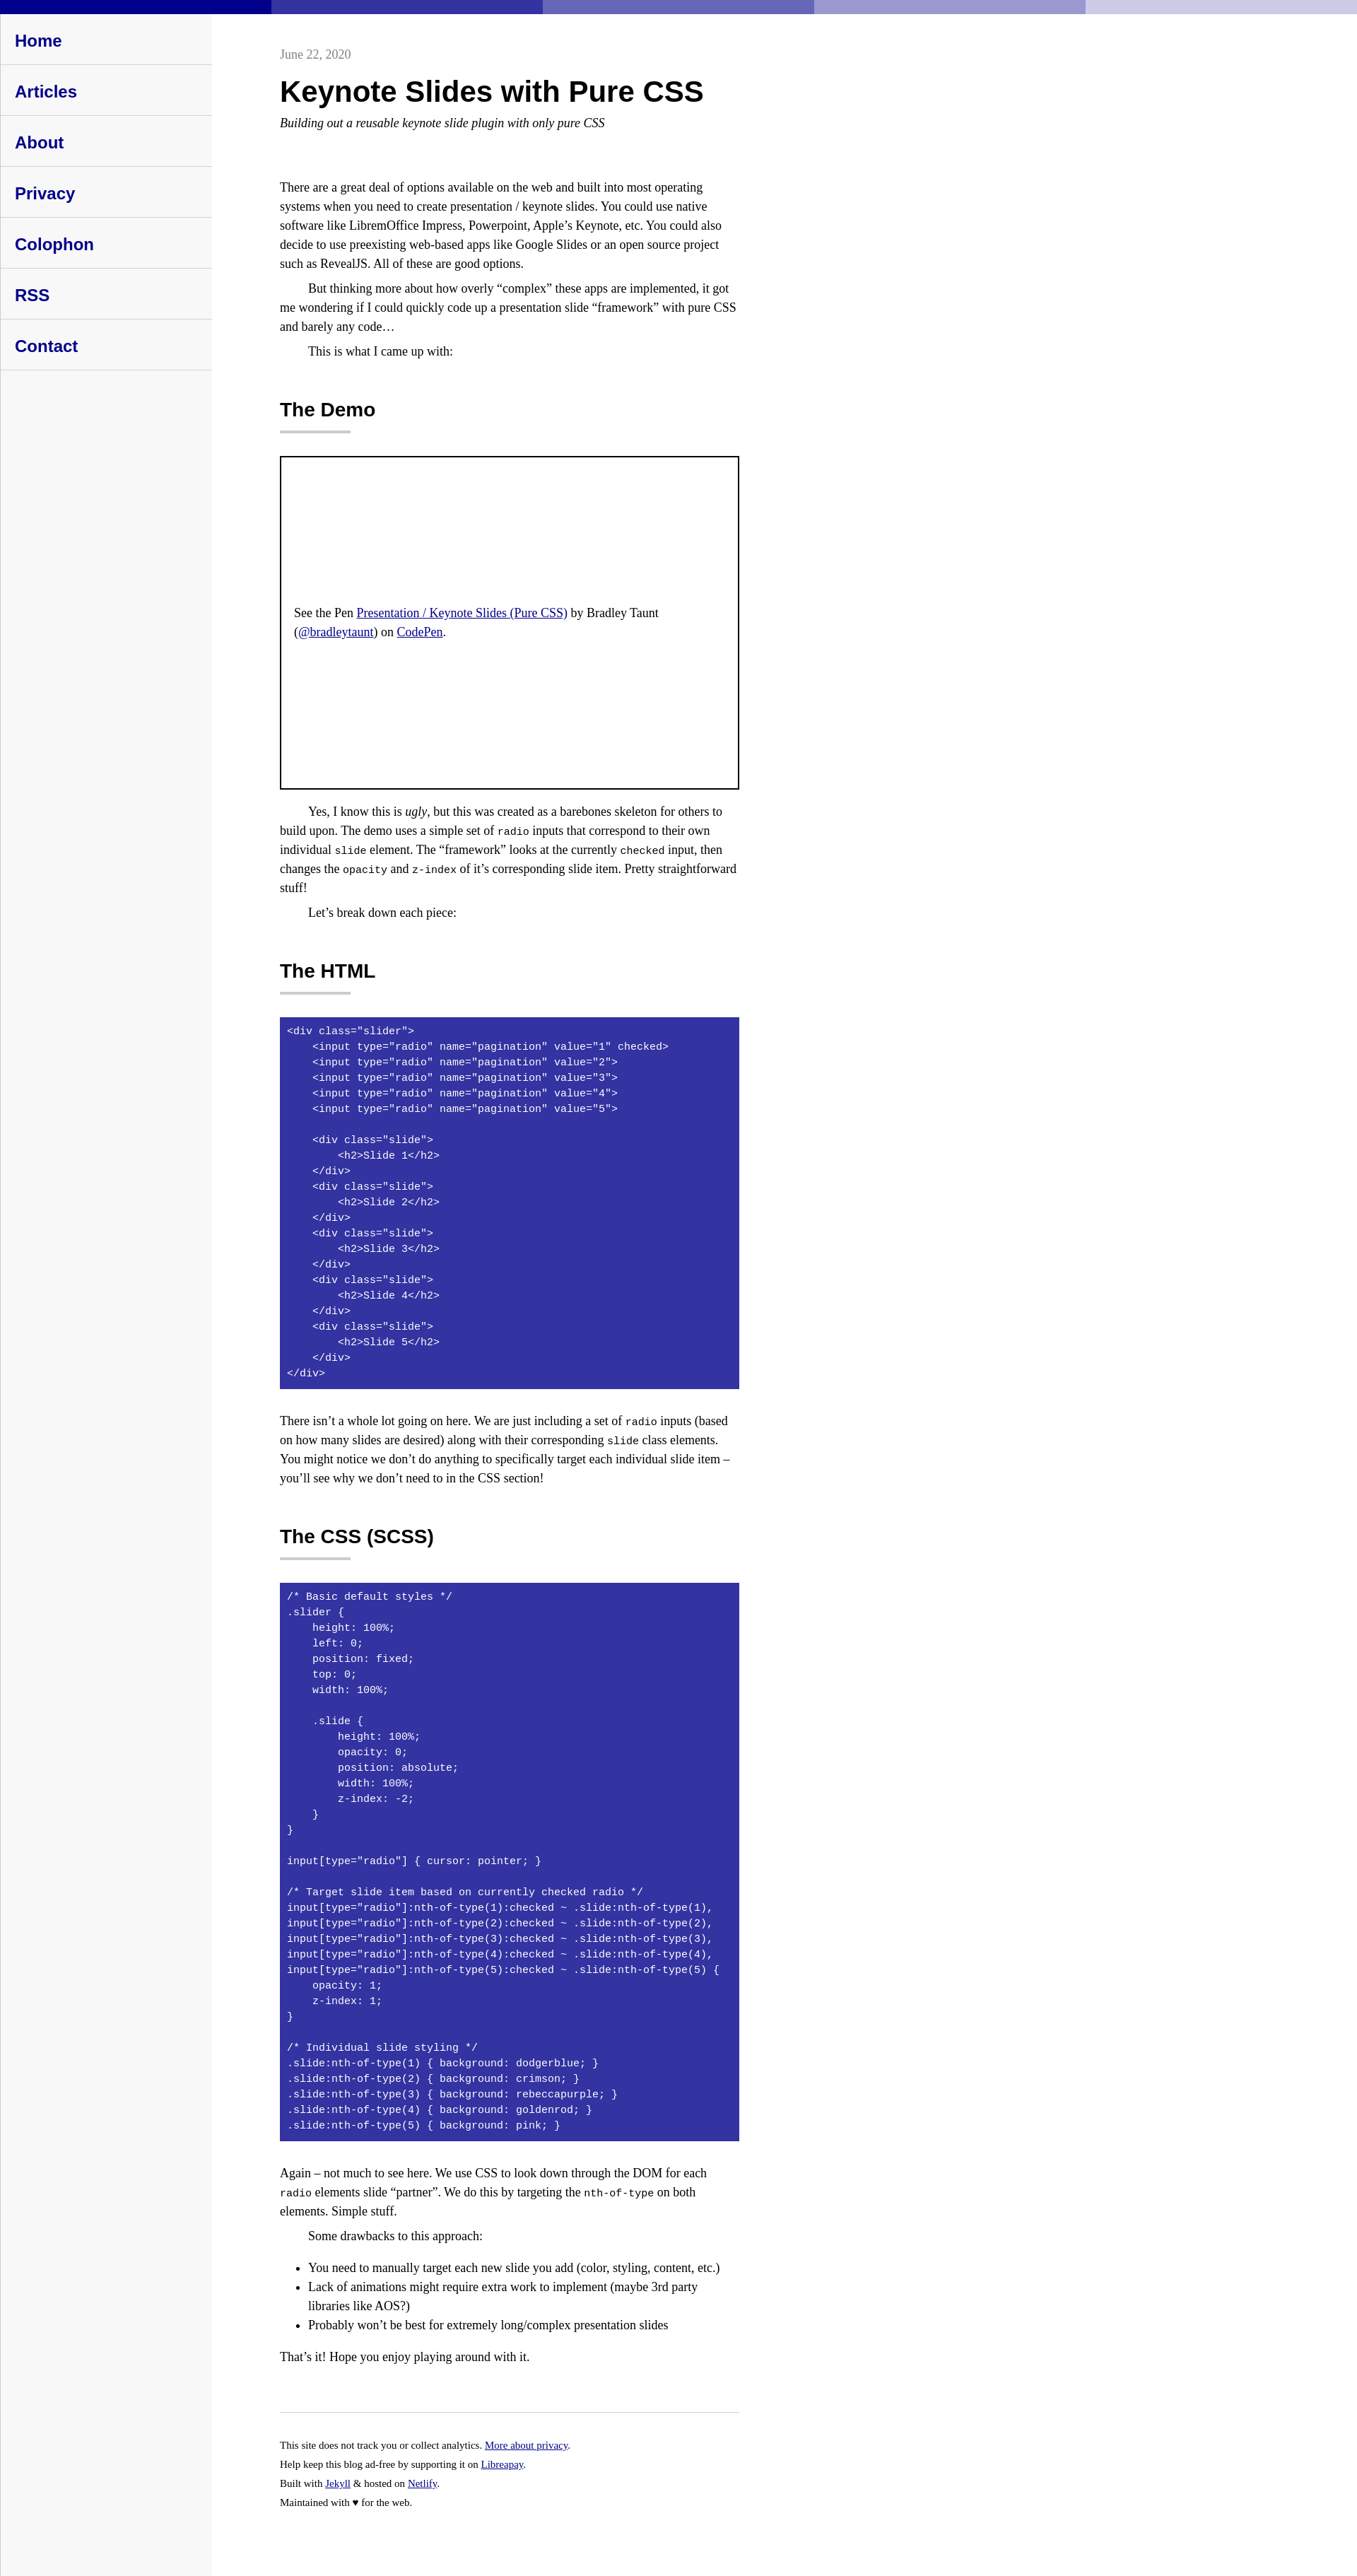 Home
Articles
About
Privacy
Colophon
RSS
Contact
June 22, 2020
Keynote Slides with Pure CSS
Building out a reusable keynote slide plugin with only pure CSS
There are a great deal of options available on the web and built into most operating
systems when you need to create presentation / keynote slides. You could use native
software like LibremOffice Impress, Powerpoint, Apple’s Keynote, etc. You could also
decide to use preexisting web-based apps like Google Slides or an open source project
such as RevealJS. All of these are good options.
But thinking more about how overly “complex” these apps are implemented, it got
me wondering if I could quickly code up a presentation slide “framework” with pure CSS
and barely any code…
This is what I came up with:
The Demo
See the Pen Presentation / Keynote Slides (Pure CSS) by Bradley Taunt
(@bradleytaunt) on CodePen.
Yes, I know this is ugly, but this was created as a barebones skeleton for others to
build upon. The demo uses a simple set of radio inputs that correspond to their own
individual slide element. The “framework” looks at the currently checked input, then
changes the opacity and z-index of it’s corresponding slide item. Pretty straightforward
stuff!
Let’s break down each piece:
The HTML
<div class="slider">
    <input type="radio" name="pagination" value="1" checked>
    <input type="radio" name="pagination" value="2">
    <input type="radio" name="pagination" value="3">
    <input type="radio" name="pagination" value="4">
    <input type="radio" name="pagination" value="5">

    <div class="slide">
        <h2>Slide 1</h2>
    </div>
    <div class="slide">
        <h2>Slide 2</h2>
    </div>
    <div class="slide">
        <h2>Slide 3</h2>
    </div>
    <div class="slide">
        <h2>Slide 4</h2>
    </div>
    <div class="slide">
        <h2>Slide 5</h2>
    </div>
</div>
There isn’t a whole lot going on here. We are just including a set of radio inputs (based
on how many slides are desired) along with their corresponding slide class elements.
You might notice we don’t do anything to specifically target each individual slide item –
you’ll see why we don’t need to in the CSS section!
The CSS (SCSS)
/* Basic default styles */
.slider {
    height: 100%;
    left: 0;
    position: fixed;
    top: 0;
    width: 100%;

    .slide {
        height: 100%;
        opacity: 0;
        position: absolute;
        width: 100%;
        z-index: -2;
    }
}

input[type="radio"] { cursor: pointer; }

/* Target slide item based on currently checked radio */
input[type="radio"]:nth-of-type(1):checked ~ .slide:nth-of-type(1),
input[type="radio"]:nth-of-type(2):checked ~ .slide:nth-of-type(2),
input[type="radio"]:nth-of-type(3):checked ~ .slide:nth-of-type(3),
input[type="radio"]:nth-of-type(4):checked ~ .slide:nth-of-type(4),
input[type="radio"]:nth-of-type(5):checked ~ .slide:nth-of-type(5) {
    opacity: 1;
    z-index: 1;
}

/* Individual slide styling */
.slide:nth-of-type(1) { background: dodgerblue; }
.slide:nth-of-type(2) { background: crimson; }
.slide:nth-of-type(3) { background: rebeccapurple; }
.slide:nth-of-type(4) { background: goldenrod; }
.slide:nth-of-type(5) { background: pink; }
Again – not much to see here. We use CSS to look down through the DOM for each
radio elements slide “partner”. We do this by targeting the nth-of-type on both
elements. Simple stuff.
Some drawbacks to this approach:
• You need to manually target each new slide you add (color, styling, content, etc.)
• Lack of animations might require extra work to implement (maybe 3rd party
libraries like AOS?)
• Probably won’t be best for extremely long/complex presentation slides
That’s it! Hope you enjoy playing around with it.
This site does not track you or collect analytics. More about privacy.
Help keep this blog ad-free by supporting it on Libreapay.
Built with Jekyll & hosted on Netlify.
Maintained with ♥ for the web.